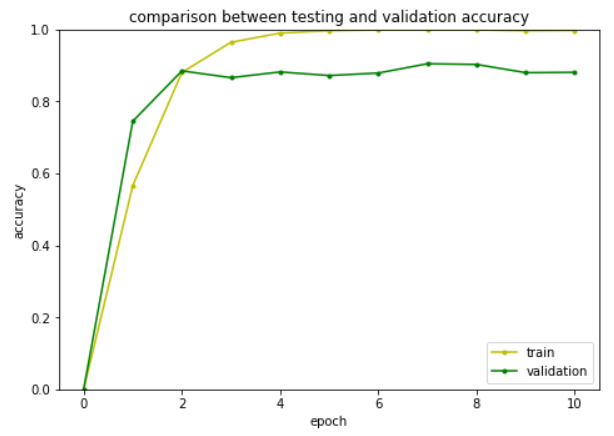 comparison between testing and validation accuracy
1.0
0.8
0.6
0.4
0.2
0.0
accuracy
0 2 4 6 8 10
epoch
train
validation